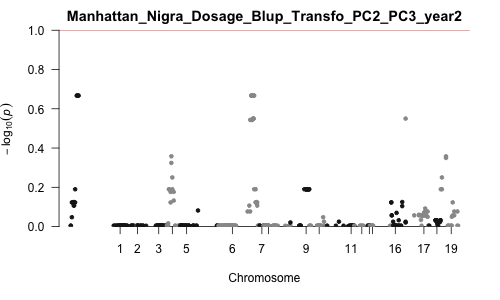 Manhattan_Nigra_Dosage_Blup_Transfo_PC2_PC3_year2
1.0
0.8
0.6
0.4
0.2
0.0
− log10(p)
1 2 3 5 6 7 9 11 16 17 19
Chromosome